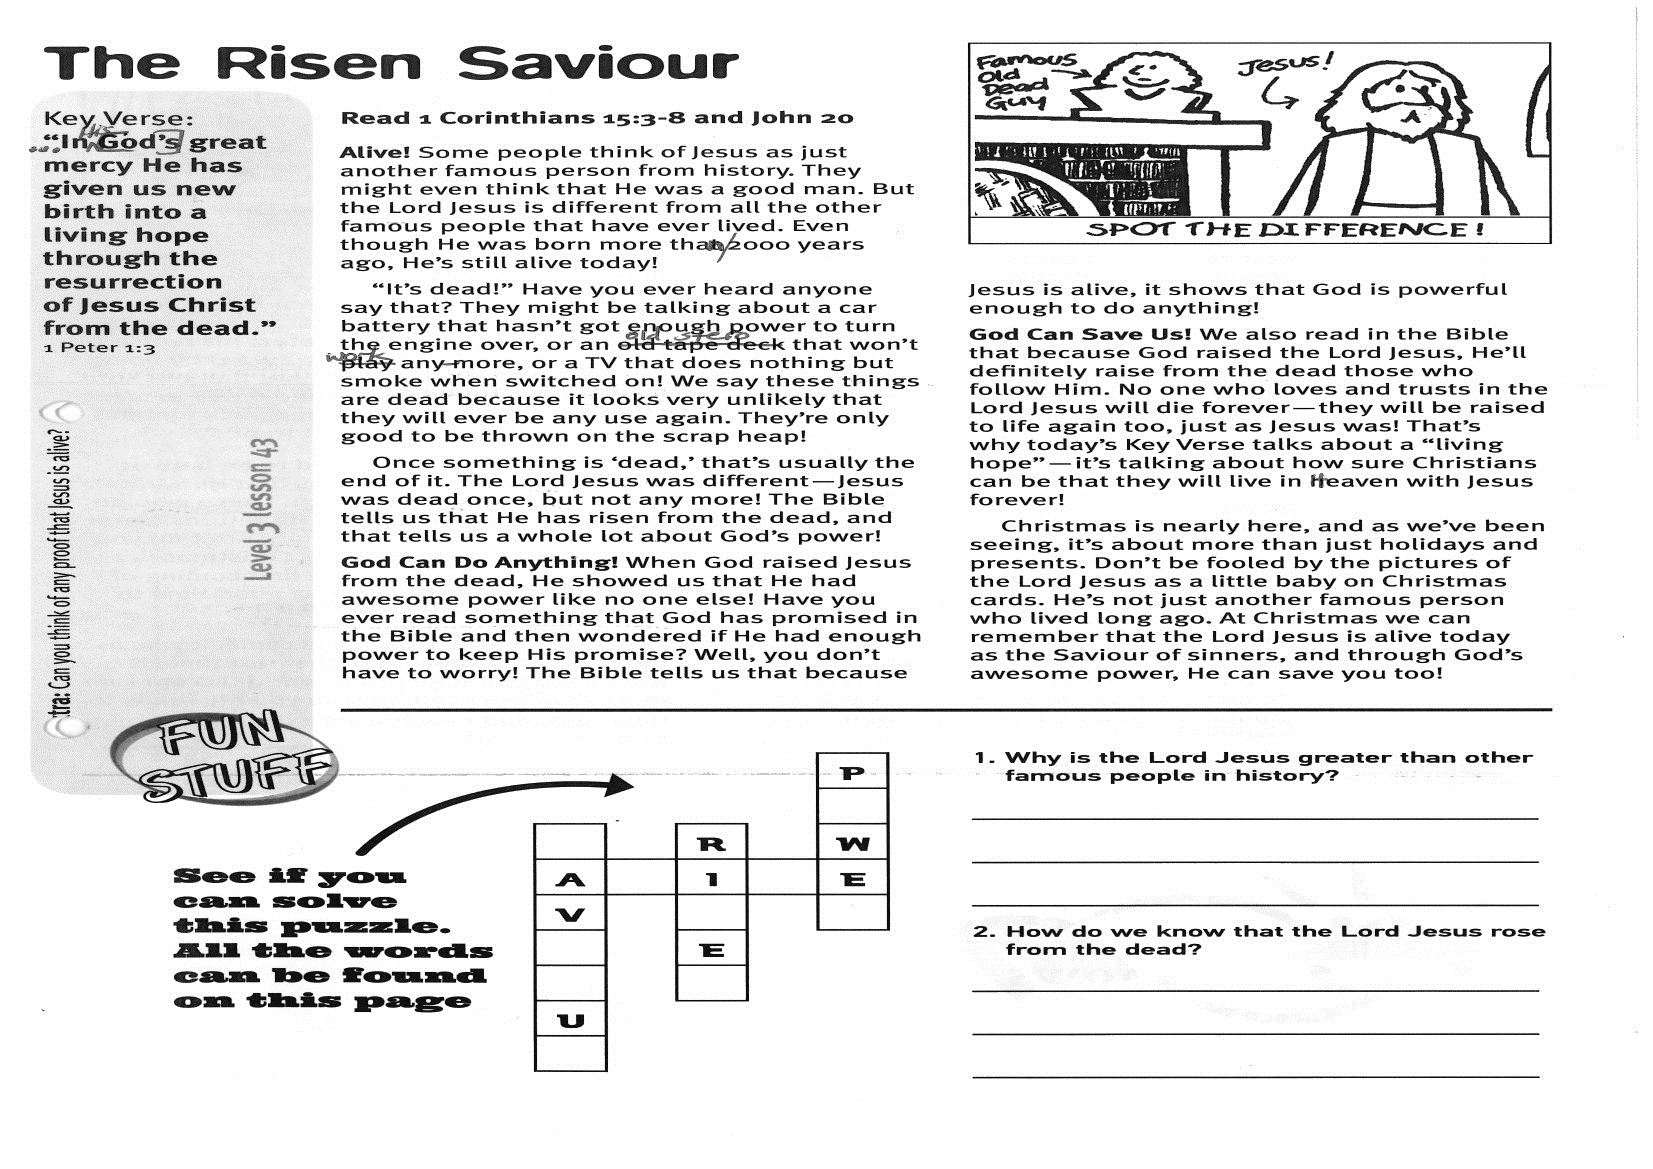 The Risen Saviour
Key Verse:
His
“In God’s great
mercy He has
given us new
birth into a
living hope
through the
resurrection
of Jesus Christ
from the dead.”
1 Peter 1:3
tra: Can you think of any proof that Jesus is alive?
Level 3 lesson 43
Read 1 Corinthians 15:3-8 and John 20
Alive! Some people think of Jesus as just
another famous person from history. They
might even think that He was a good man. But
the Lord Jesus is different from all the other
famous people that have ever lived. Even
though He was born more than 2000 years
ago, He’s still alive today!
“It’s dead!” Have you ever heard anyone
say that? They might be talking about a car
battery that hasn’t got enough power to turn
old stero
the engine over, or an old tape deck that won’t
work
play any more, or a TV that does nothing but
smoke when switched on! We say these things
are dead because it looks very unlikely that
they will ever be any use again. They’re only
good to be thrown on the scrap heap!
Once something is ‘dead,’ that’s usually the
end of it. The Lord Jesus was different—Jesus
was dead once, but not any more! The Bible
tells us that He has risen from the dead, and
that tells us a whole lot about God’s power!
God Can Do Anything! When God raised Jesus
from the dead, He showed us that He had
awesome power like no one else! Have you
ever read something that God has promised in
the Bible and then wondered if He had enough
power to keep His promise? Well, you don’t
have to worry! The Bible tells us that because
Famous
Old
Dead
Guy
Jesus!
SPOT THE DIFFERENCE!
Jesus is alive, it shows that God is powerful
enough to do anything!
God Can Save Us! We also read in the Bible
that because God raised the Lord Jesus, He’ll
definitely raise from the dead those who
follow Him. No one who loves and trusts in the
Lord Jesus will die forever—they will be raised
to life again too, just as Jesus was! That’s
why today’s Key Verse talks about a “living
hope”—it’s talking about how sure Christians
can be that they will live in Heaven with Jesus
forever!
Christmas is nearly here, and as we’ve been
seeing, it’s about more than just holidays and
presents. Don’t be fooled by the pictures of
the Lord Jesus as a little baby on Christmas
cards. He’s not just another famous person
who lived long ago. At Christmas we can
remember that the Lord Jesus is alive today
as the Saviour of sinners, and through God’s
awesome power, He can save you too!
FUN
STUFF
See if you
can solve
this puzzle.
All the words
can be found
on this page
P
R W
A I E
V
E
U
1. Why is the Lord Jesus greater than other
famous people in history?
2. How do we know that the Lord Jesus rose
from the dead?